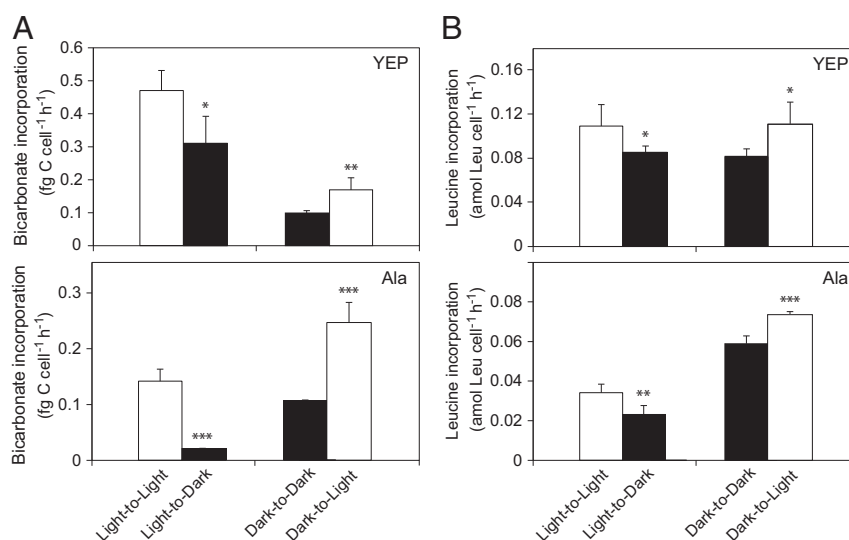 A
Bicarbonate incorporation
(fg C cell⁻¹ h⁻¹)
0.6
0.5
0.4
0.3
0.2
0.1
0
YEP
*
**
Bicarbonate incorporation
(fg C cell⁻¹ h⁻¹)
0.3
0.2
0.1
0
Ala
***
***
Light-to-Light
Light-to-Dark
Dark-to-Dark
Dark-to-Light
B
Leucine incorporation
(amol Leu cell⁻¹ h⁻¹)
0.16
0.12
0.08
0.04
0
YEP
*
*
Leucine incorporation
(amol Leu cell⁻¹ h⁻¹)
0.08
0.06
0.04
0.02
0
Ala
**
***
Light-to-Light
Light-to-Dark
Dark-to-Dark
Dark-to-Light